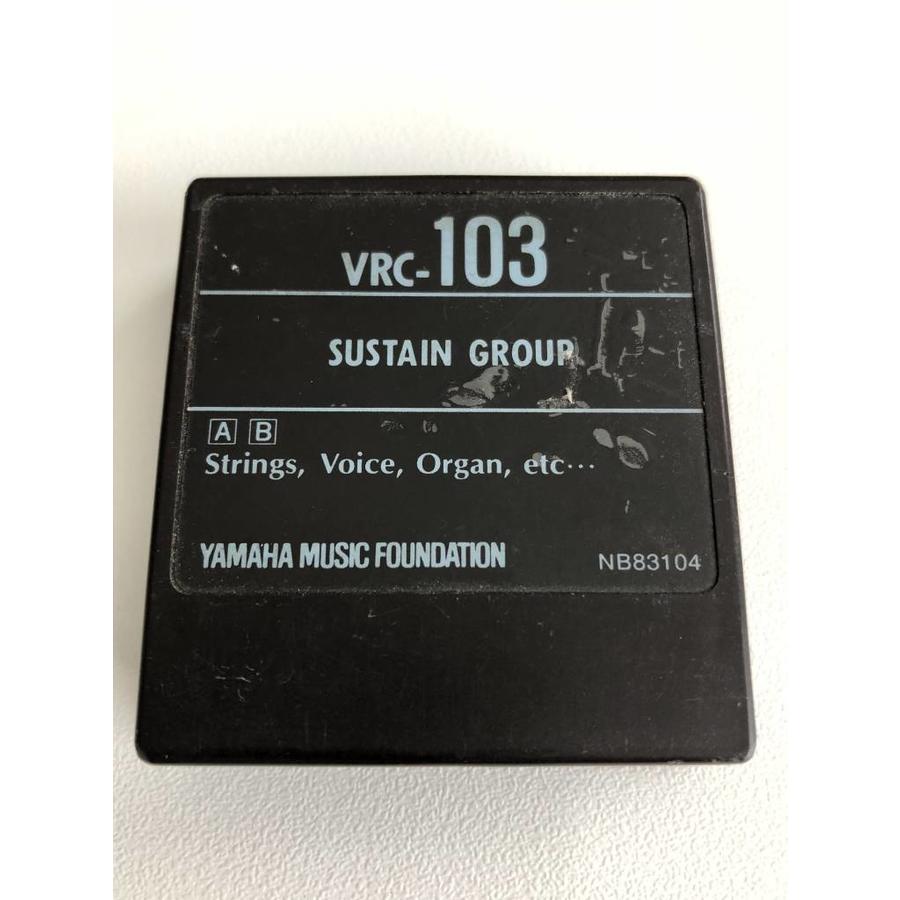 VRC-103
SUSTAIN GROUP
A B
Strings, Voice, Organ, etc···
YAMAHA MUSIC FOUNDATION NB83104